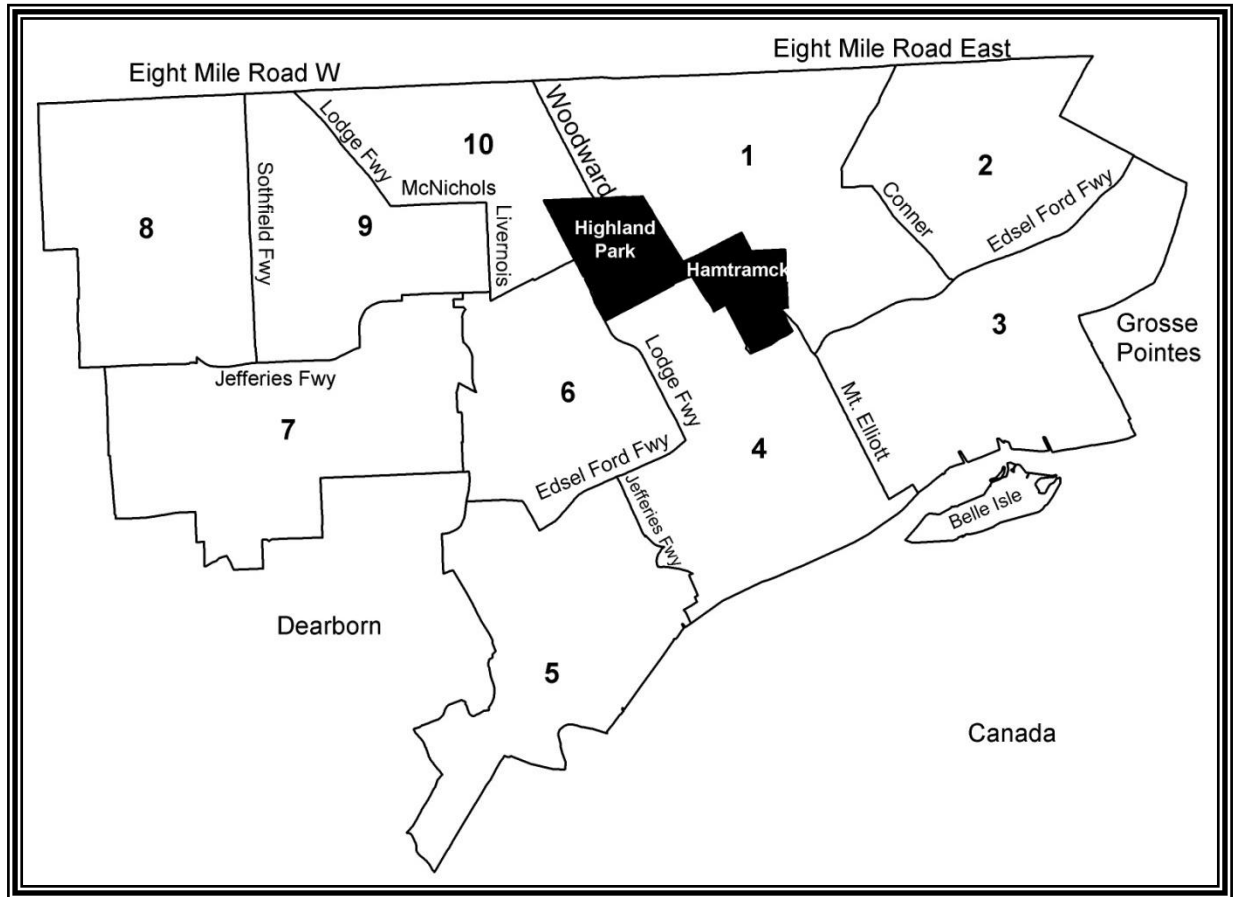 Eight Mile Road W
Eight Mile Road East
Lodge Fwy
10
Woodward
1
2
McNichols
Sothfield Fwy
8
9
Livernois
Highland
Park
Hamtramck
Conner
Edsel Ford Fwy
3
Grosse
Pointes
Jefferies Fwy
7
6
Lodge Fwy
4
Mt. Elliott
Edsel Ford Fwy
Jefferies Fwy
Belle Isle
Dearborn
5
Canada